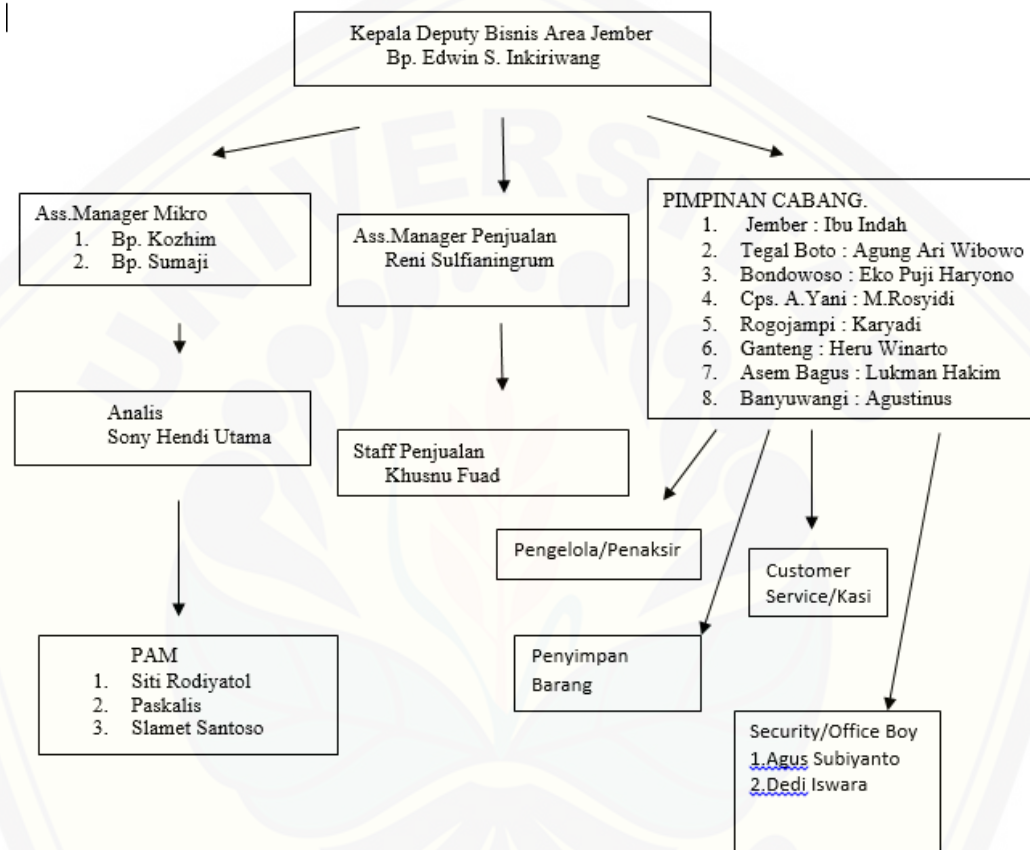 Kepala Deputy Bisnis Area Jember
Bp. Edwin S. Inkiriwang
Ass.Manager Mikro
1. Bp. Kozhim
2. Bp. Sumaji
Ass.Manager Penjualan
Reni Sulfianingrum
PIMPINAN CABANG.
1. Jember : Ibu Indah
2. Tegal Boto : Agung Ari Wibowo
3. Bondowoso : Eko Puji Haryono
4. Cps. A.Yani : M.Rosyidi
5. Rogojampi : Karyadi
6. Ganteng : Heru Winarto
7. Asem Bagus : Lukman Hakim
8. Banyuwangi : Agustinus
Analis
Sony Hendi Utama
Staff Penjualan
Khusnu Fuad
Pengelola/Penaksir
Customer
Service/Kasi
Penyimpan
Barang
PAM
1. Siti Rodiyatol
2. Paskalis
3. Slamet Santoso
Security/Office Boy
1.Agus Subiyanto
2.Dedi Iswara
UNIVERSI